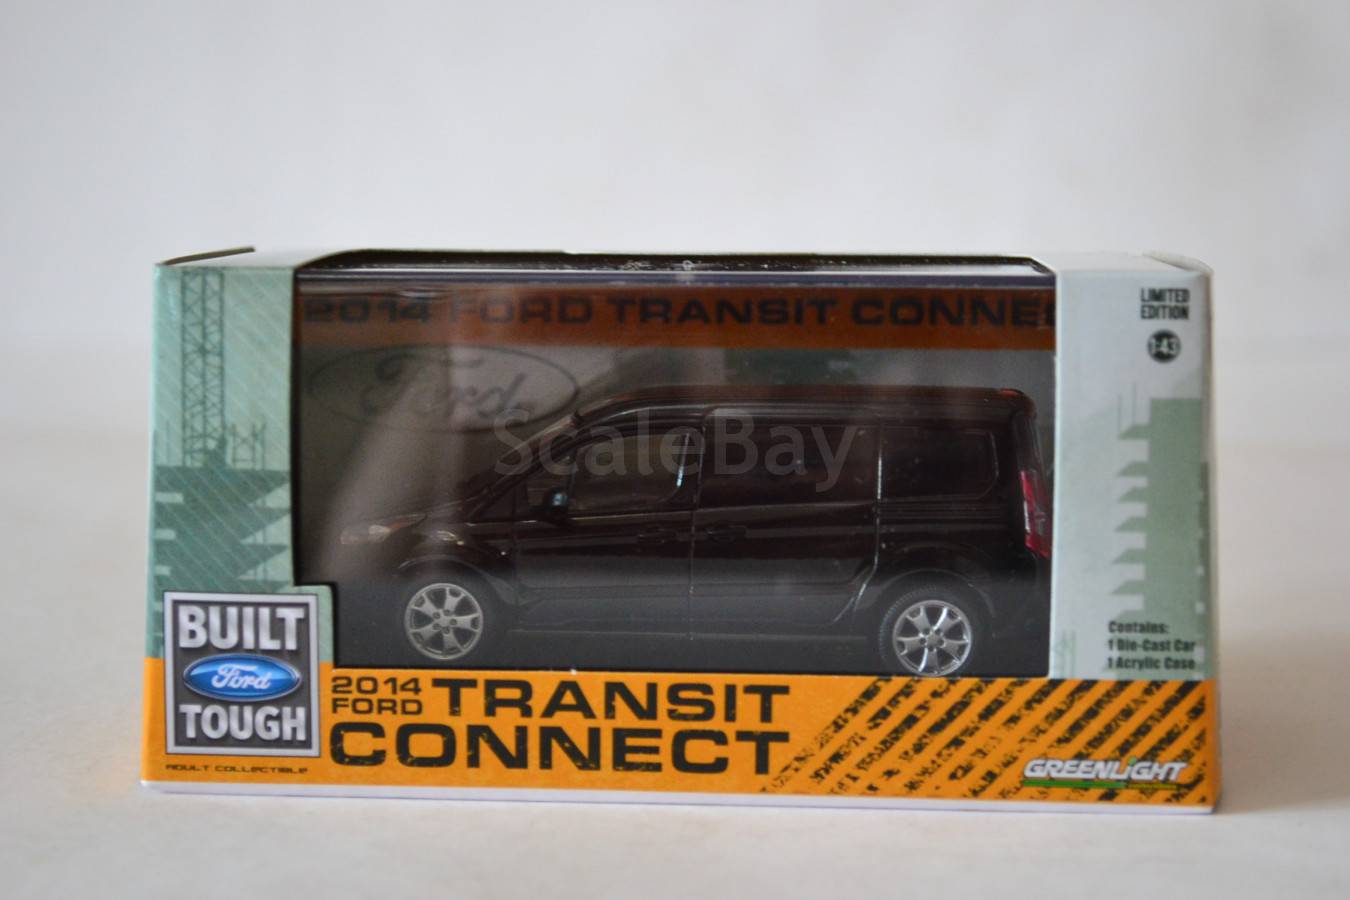 LIMITED
EDITION
1:43
2014 FORD TRANSIT CONNE
Ford
ScaleBay
Contains:
1 Die-Cast Car
1 Acrylic Case
BUILT
Ford
TOUGH
ADULT COLLECTIBLE
2014
FORD
TRANSIT
CONNECT
GREENLIGHT